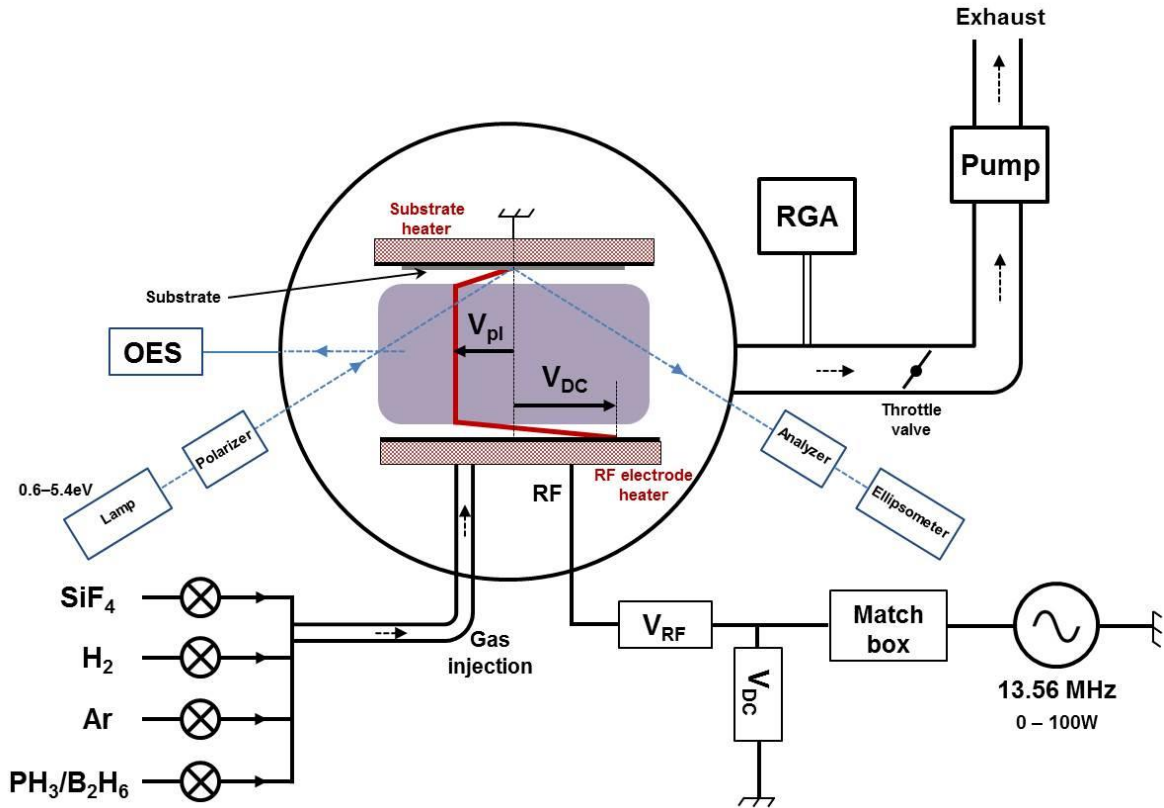 Exhaust
Pump
RGA
Substrate
heater
Substrate
OES
V_pl
V_DC
Throttle
valve
Polarizer
Analyzer
0.6–5.4eV
Lamp
RF
RF electrode
heater
Ellipsometer
SiF₄
H₂
Ar
PH₃/B₂H₆
Gas
injection
V_RF
Match
box
V_DC
13.56 MHz
0 – 100W